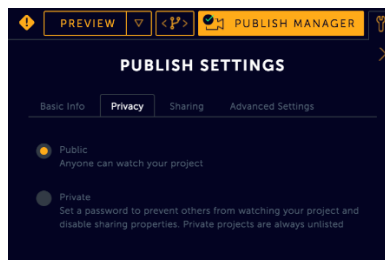 PREVIEW PUBLISH MANAGER
PUBLISH SETTINGS
Basic Info Privacy Sharing Advanced Settings
Public
Anyone can watch your project
Private
Set a password to prevent others from watching your project and
disable sharing properties. Private projects are always unlisted